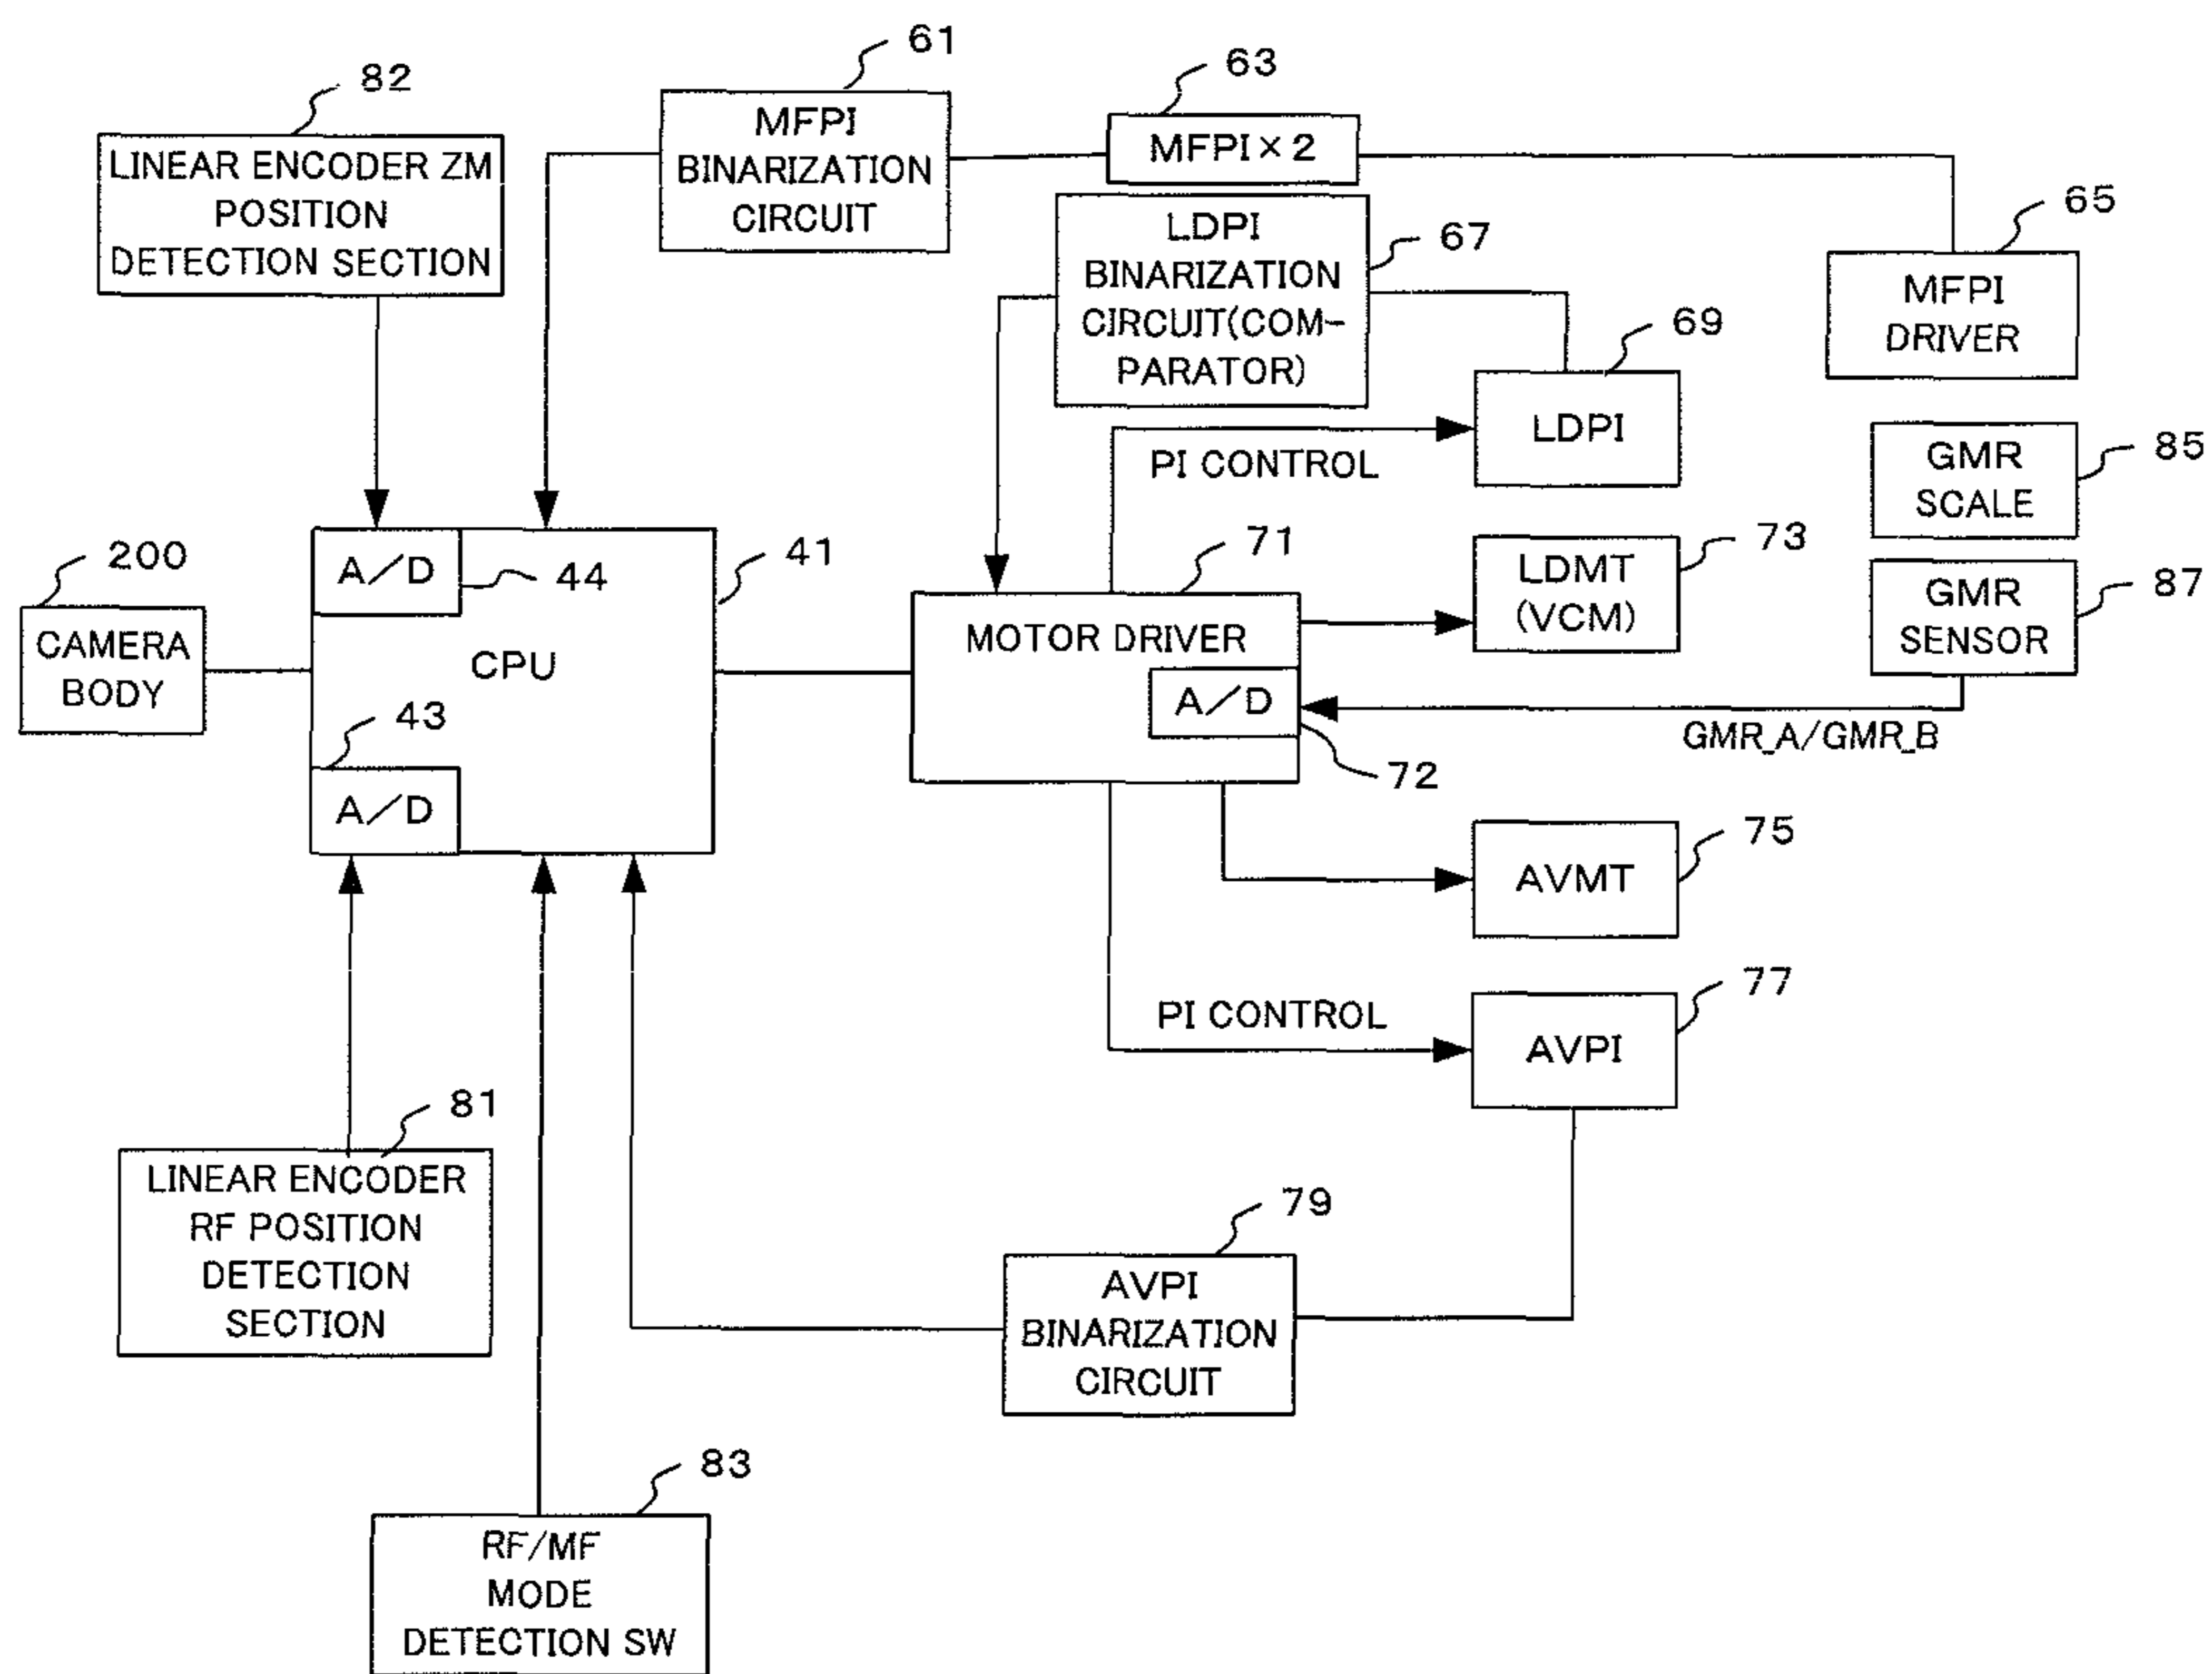 61
63
82
MFPI
BINARIZATION
CIRCUIT
MFPI×2
LINEAR ENCODER ZM
POSITION
DETECTION SECTION
65
LDPI
BINARIZATION
CIRCUIT(COM-
PARATOR)
67
MFPI
DRIVER
69
LDPI
PI CONTROL
GMR
SCALE
85
200
A/D
44
41
71
LDMT
(VCM)
73
GMR
SENSOR
87
CAMERA
BODY
CPU
MOTOR DRIVER
A/D
GMR_A/GMR_B
43
72
A/D
75
AVMT
77
PI CONTROL
AVPI
81
LINEAR ENCODER
RF POSITION
DETECTION
SECTION
79
AVPI
BINARIZATION
CIRCUIT
83
RF/MF
MODE
DETECTION SW